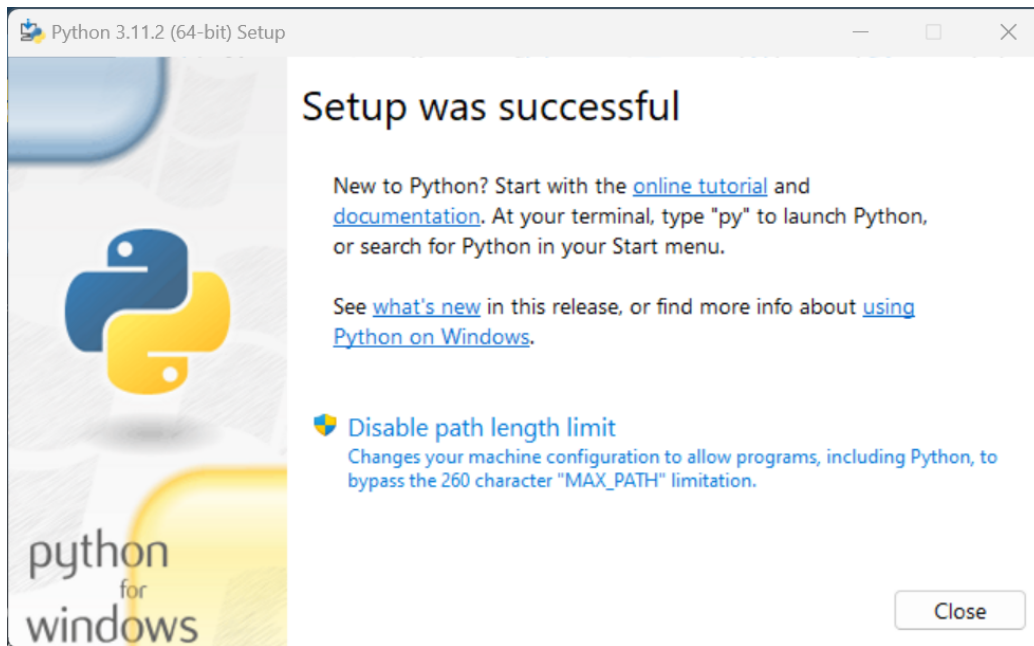 Python 3.11.2 (64-bit) Setup
Setup was successful
New to Python? Start with the online tutorial and
documentation. At your terminal, type "py" to launch Python,
or search for Python in your Start menu.
See what's new in this release, or find more info about using
Python on Windows.
Disable path length limit
Changes your machine configuration to allow programs, including Python, to
bypass the 260 character "MAX_PATH" limitation.
python
for
windows
Close